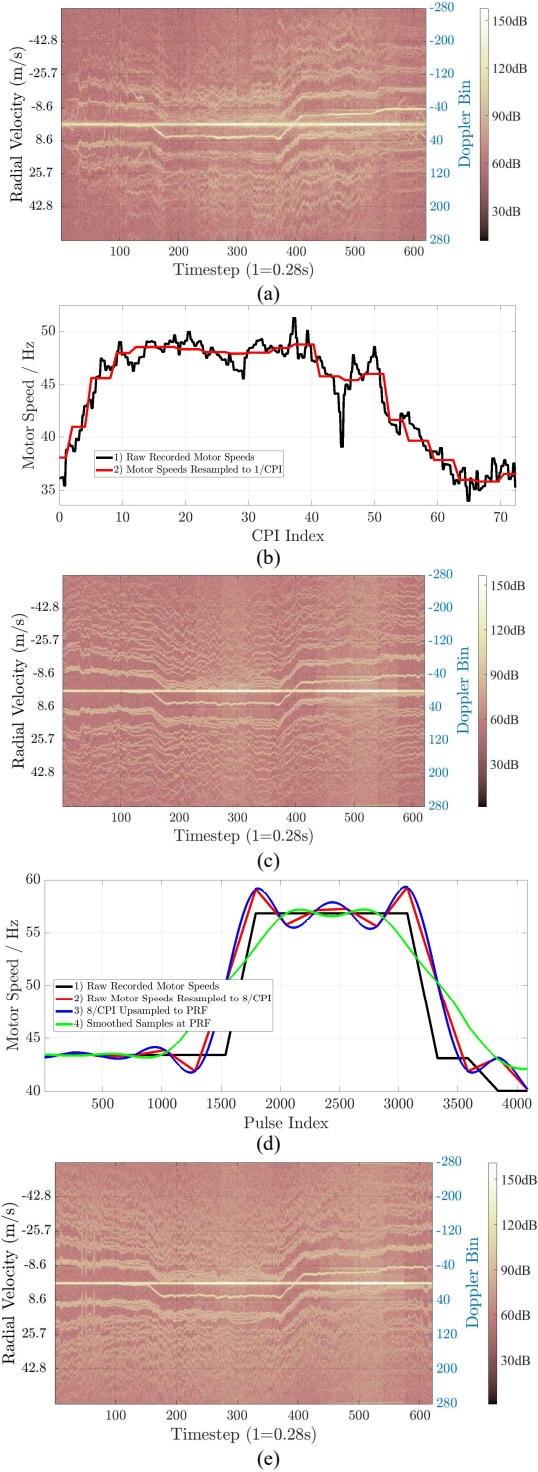 -280
150dB
-42.8
-200
120dB
-25.7
-120
-8.6
-40
90dB
8.6
40
25.7
120
60dB
42.8
200
30dB
280
Radial Velocity (m/s)
Doppler Bin
100 200 300 400 500 600
Timestep (1=0.28s)
(a)
50
45
40
35
Motor Speed / Hz
1) Raw Recorded Motor Speeds
2) Motor Speeds Resampled to 1/CPI
0 10 20 30 40 50 60 70
CPI Index
(b)
-280
150dB
-42.8
-200
120dB
-25.7
-120
-8.6
-40
90dB
8.6
40
25.7
120
60dB
42.8
200
30dB
280
Radial Velocity (m/s)
Doppler Bin
100 200 300 400 500 600
Timestep (1=0.28s)
(c)
60
55
50
45
40
Motor Speed / Hz
1) Raw Recorded Motor Speeds
2) Raw Motor Speeds Resampled to 8/CPI
3) 8/CPI Upsampled to PRF
4) Smoothed Samples at PRF
500 1000 1500 2000 2500 3000 3500 4000
Pulse Index
(d)
-280
150dB
-42.8
-200
120dB
-25.7
-120
-8.6
-40
90dB
8.6
40
25.7
120
60dB
42.8
200
30dB
280
Radial Velocity (m/s)
Doppler Bin
100 200 300 400 500 600
Timestep (1=0.28s)
(e)